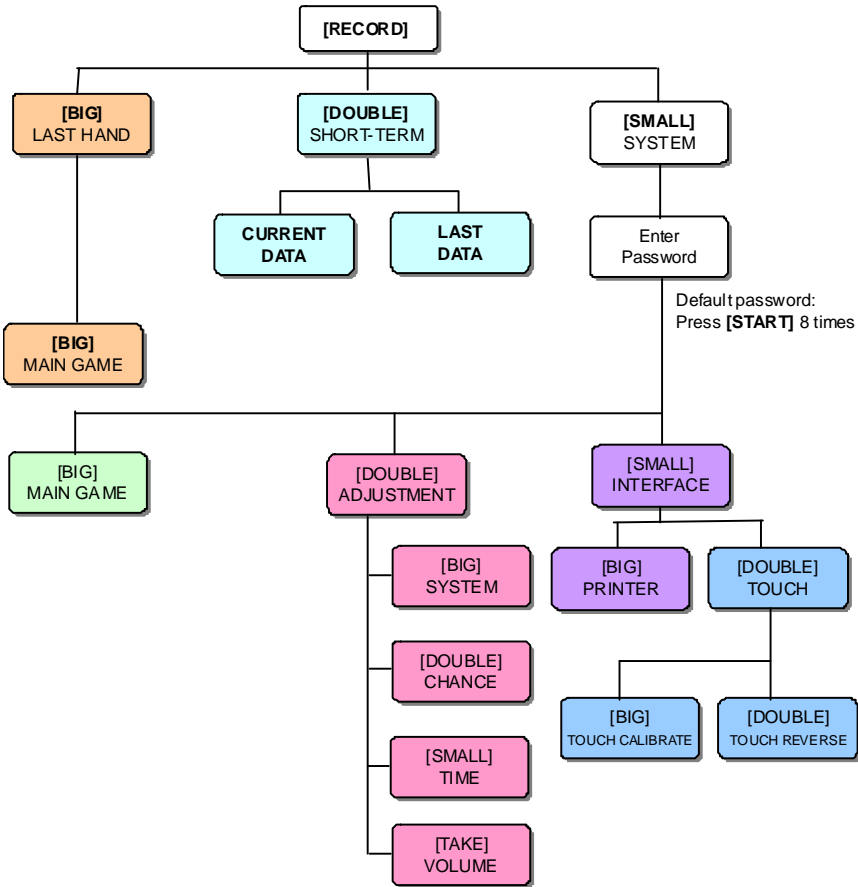 [RECORD]
[BIG]
LAST HAND
[DOUBLE]
SHORT-TERM
[SMALL]
SYSTEM
CURRENT
DATA
LAST
DATA
Enter
Password
Default password:
Press [START] 8 times
[BIG]
MAIN GAME
[BIG]
MAIN GAME
[DOUBLE]
ADJUSTMENT
[SMALL]
INTERFACE
[BIG]
SYSTEM
[BIG]
PRINTER
[DOUBLE]
TOUCH
[DOUBLE]
CHANCE
[BIG]
TOUCH CALIBRATE
[DOUBLE]
TOUCH REVERSE
[SMALL]
TIME
[TAKE]
VOLUME